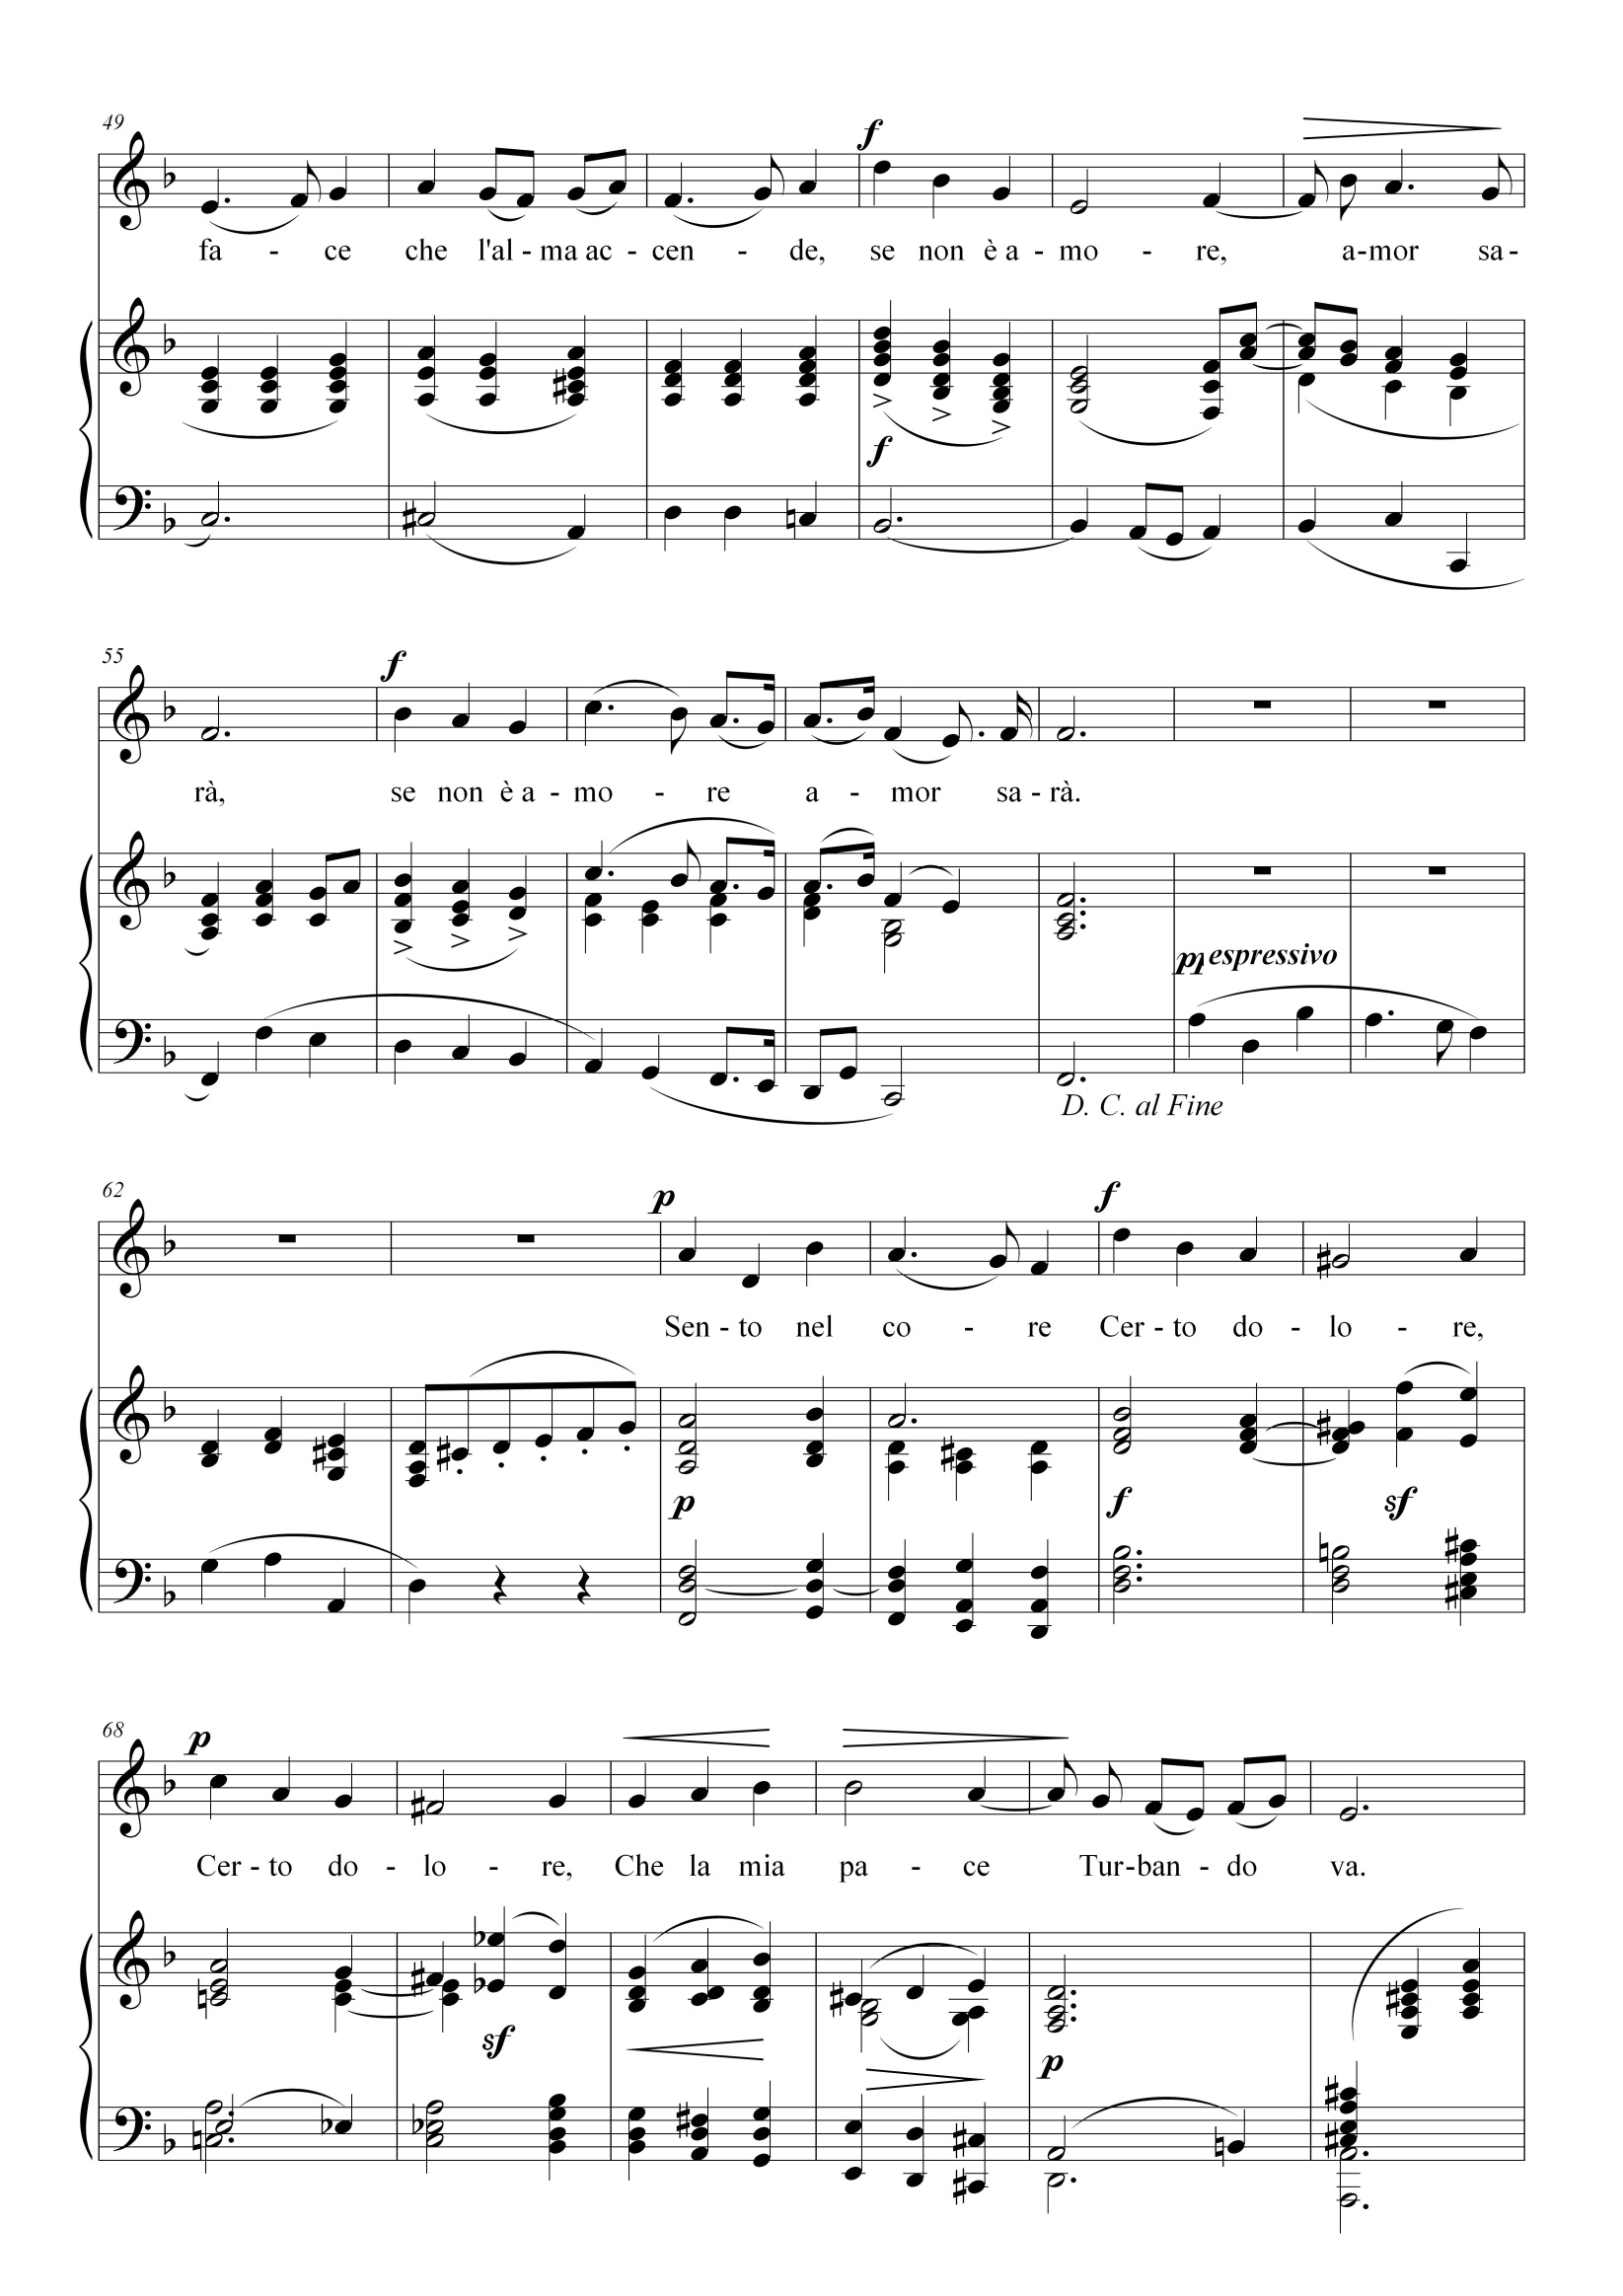 49
f
fa - ce che l'al - ma ac - cen - de, se non è a - mo - re, a - mor sa -
f
55
f
rà, se non è a - mo - re a - mor sa - rà.
p espressivo
D. C. al Fine
62
p f
Sen - to nel co - re Cer - to do - lo - re,
p f sf
68
p
Cer - to do - lo - re, Che la mia pa - ce Tur - ban - do va.
sf p